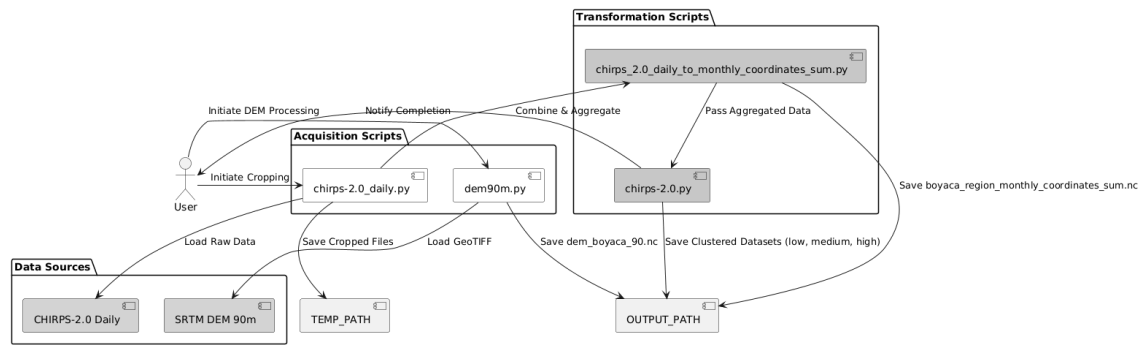 Transformation Scripts
chirps_2.0_daily_to_monthly_coordinates_sum.py
Initiate DEM Processing
Notify Completion
Combine & Aggregate
Pass Aggregated Data
Acquisition Scripts
Initiate Cropping
chirps-2.0_daily.py
dem90m.py
chirps-2.0.py
Save boyaca_region_monthly_coordinates_sum.nc
User
Load Raw Data
Save Cropped Files
Load GeoTIFF
Save dem_boyaca_90.nc
Save Clustered Datasets (low, medium, high)
Data Sources
CHIRPS-2.0 Daily
SRTM DEM 90m
TEMP_PATH
OUTPUT_PATH